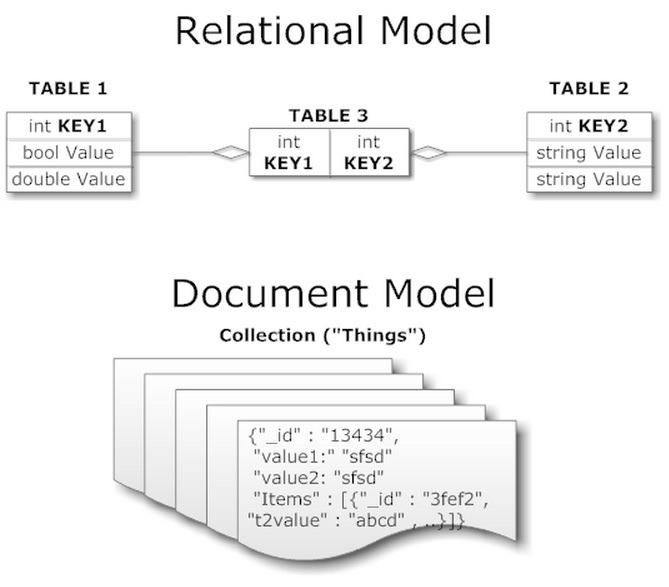 Relational Model
TABLE 1
int KEY1
bool Value
double Value
TABLE 3
int KEY1
int KEY2
TABLE 2
int KEY2
string Value
string Value
Document Model
Collection ("Things")
{"_id" : "13434",
"value1:" "sfsd"
"value2: "sfsd"
"Items" : [{"_id" : "3fef2",
"t2value" : "abcd" , ..}]}